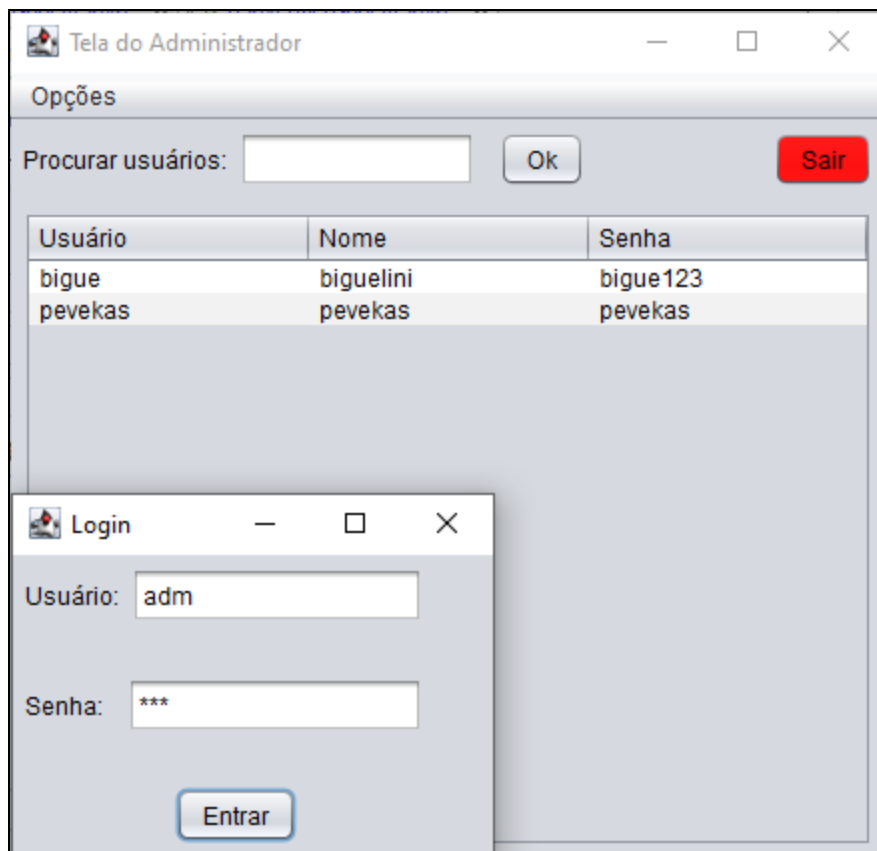 Tela do Administrador
Opções
Procurar usuários: Ok Sair
Usuário Nome Senha
bigue biguelini bigue123
pevekas pevekas pevekas
Login
Usuário: adm
Senha: ***
Entrar